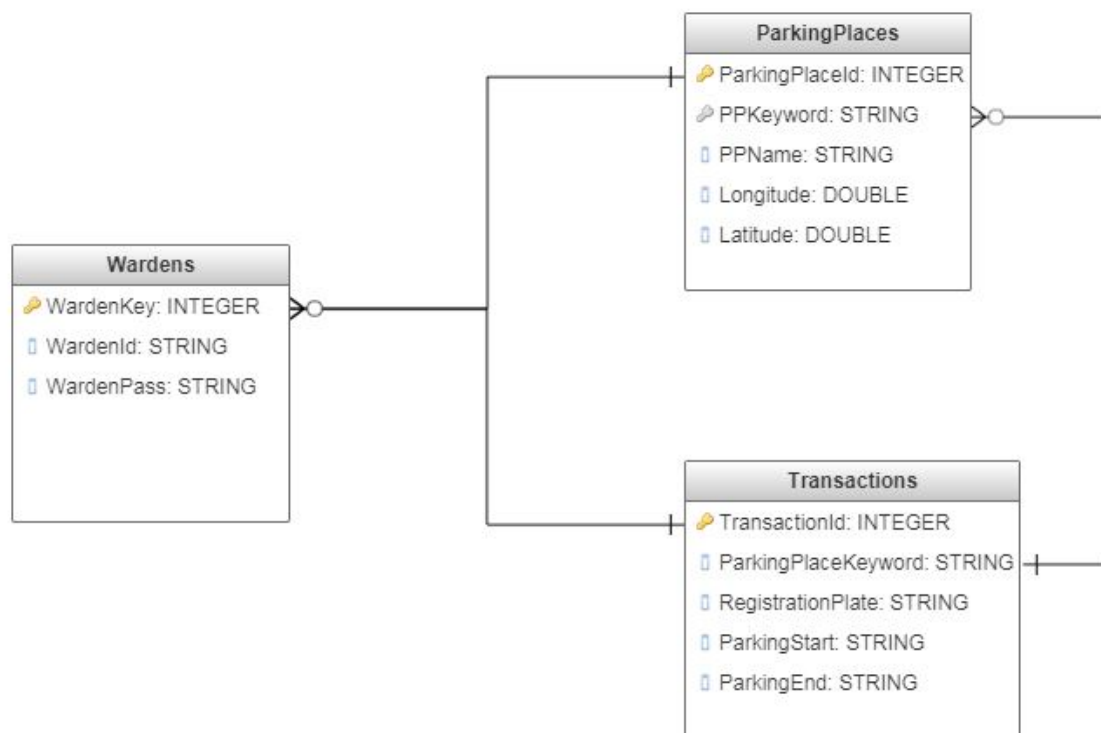 ParkingPlaces
ParkingPlaceId: INTEGER
PPKeyword: STRING
PPName: STRING
Longitude: DOUBLE
Latitude: DOUBLE
Wardens
WardenKey: INTEGER
WardenId: STRING
WardenPass: STRING
Transactions
TransactionId: INTEGER
ParkingPlaceKeyword: STRING
RegistrationPlate: STRING
ParkingStart: STRING
ParkingEnd: STRING